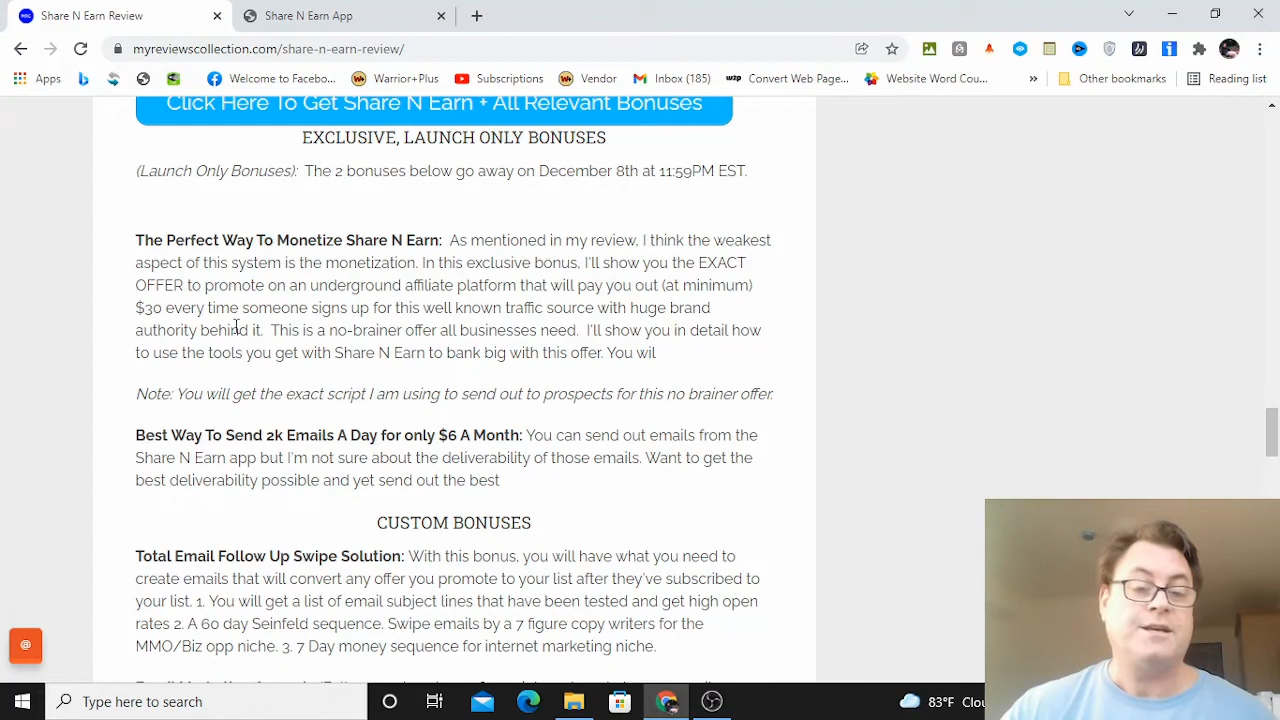 Share N Earn Review
Share N Earn App
myreviewscollection.com/share-n-earn-review/
Apps
Welcome to Facebo...
Warrior+Plus
Subscriptions
Vendor
Inbox (185)
Convert Web Page...
Website Word Cou...
Other bookmarks
Reading list
Click Here To Get Share N Earn + All Relevant Bonuses
EXCLUSIVE, LAUNCH ONLY BONUSES
(Launch Only Bonuses): The 2 bonuses below go away on December 8th at 11:59PM EST.
The Perfect Way To Monetize Share N Earn: As mentioned in my review, I think the weakest
aspect of this system is the monetization. In this exclusive bonus, I'll show you the EXACT
OFFER to promote on an underground affiliate platform that will pay you out (at minimum)
$30 every time someone signs up for this well known traffic source with huge brand
authority behind it. This is a no-brainer offer all businesses need. I'll show you in detail how
to use the tools you get with Share N Earn to bank big with this offer. You wil
Note: You will get the exact script I am using to send out to prospects for this no brainer offer.
Best Way To Send 2k Emails A Day for only $6 A Month: You can send out emails from the
Share N Earn app but I'm not sure about the deliverability of those emails. Want to get the
best deliverability possible and yet send out the best
CUSTOM BONUSES
Total Email Follow Up Swipe Solution: With this bonus, you will have what you need to
create emails that will convert any offer you promote to your list after they've subscribed to
your list. 1. You will get a list of email subject lines that have been tested and get high open
rates 2. A 60 day Seinfeld sequence. Swipe emails by a 7 figure copy writers for the
MMO/Biz opp niche. 3. 7 Day money sequence for internet marketing niche.
Type here to search
83°F Clou